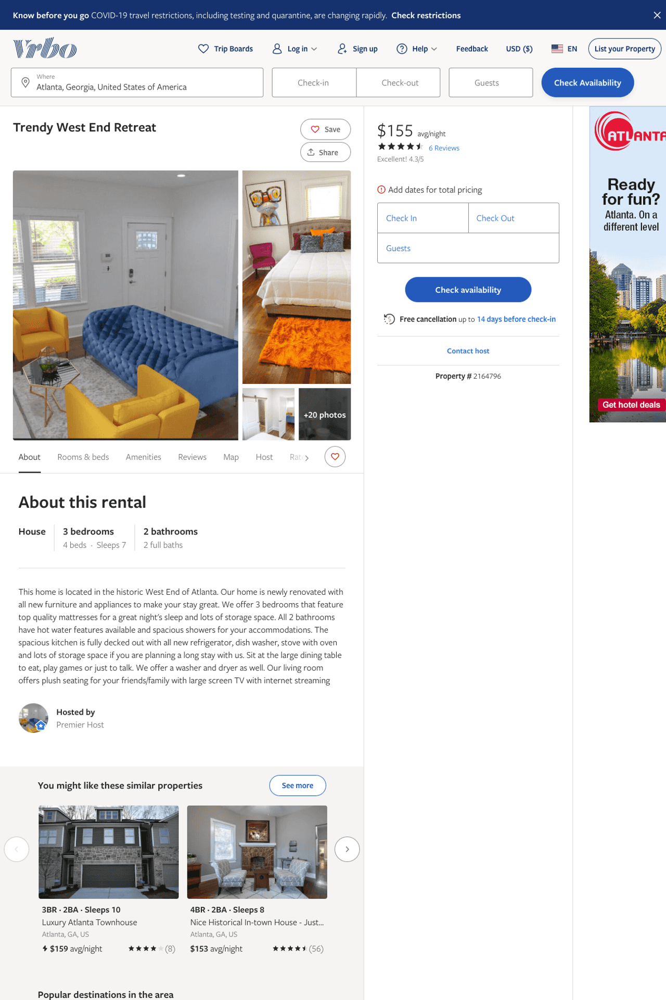 Know before you go COVID-19 travel restrictions, including testing and quarantine, are changing rapidly. Check restrictions
Vrbo
Trip Boards
Log in
Sign up
Help
Feedback
USD ($)
EN
List your Property
Where
Atlanta, Georgia, United States of America
Check-in
Check-out
Guests
Check Availability
Trendy West End Retreat
Save
Share
+20 photos
$155 avg/night
6 Reviews
Excellent! 4.3/5
Add dates for total pricing
Check In
Check Out
Guests
Check availability
Free cancellation up to 14 days before check-in
Contact host
Property # 2164796
ATLANTA
Ready
for fun?
Atlanta. On a
different level
Get hotel deals
About
Rooms & beds
Amenities
Reviews
Map
Host
About this rental
House
3 bedrooms
4 beds · Sleeps 7
2 bathrooms
2 full baths
This home is located in the historic West End of Atlanta. Our home is newly renovated with
all new furniture and appliances to make your stay great. We offer 3 bedrooms that feature
top quality mattresses for a great night's sleep and lots of storage space. All 2 bathrooms
have hot water features available and spacious showers for your accommodations. The
spacious kitchen is fully decked out with all new refrigerator, dish washer, stove with oven
and lots of storage space if you are planning a long stay with us. Sit at the large dining table
to eat, play games or just to talk. We offer a washer and dryer as well. Our living room
offers plush seating for your friends/family with large screen TV with internet streaming
Hosted by
Premier Host
You might like these similar properties
See more
3BR · 2BA · Sleeps 10
Luxury Atlanta Townhouse
Atlanta, GA, US
$159 avg/night
(8)
4BR · 2BA · Sleeps 8
Nice Historical In-town House - Just...
Atlanta, GA, US
$153 avg/night
(56)
Popular destinations in the area